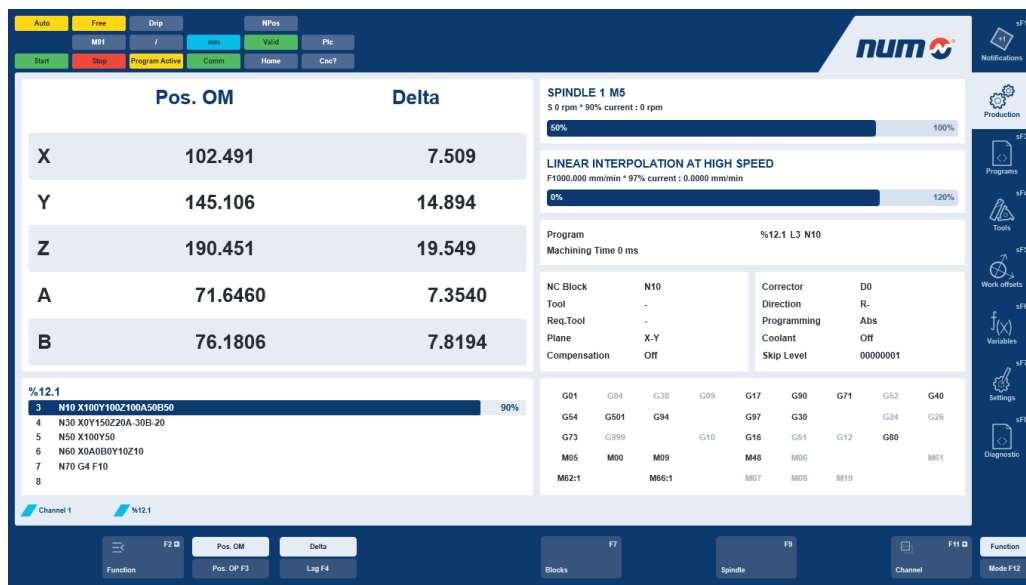 Auto Free Drip NPos
M01 / mm Valid Plc
Start Stop Program Active Comm Home Cnc?
num
+1
Notifications
Production
Programs
Tools
Work offsets
f(x)
Variables
Settings
Diagnostic
Pos. OM Delta
X 102.491 7.509
Y 145.106 14.894
Z 190.451 19.549
A 71.6460 7.3540
B 76.1806 7.8194
SPINDLE 1 M5
S 0 rpm * 90% current : 0 rpm
50% 100%
LINEAR INTERPOLATION AT HIGH SPEED
F1000.000 mm/min * 97% current : 0.0000 mm/min
0% 120%
Program %12.1 L3 N10
Machining Time 0 ms
NC Block N10
Tool -
Req.Tool -
Plane X-Y
Compensation Off
Corrector D0
Direction R-
Programming Abs
Coolant Off
Skip Level 00000001
%12.1
3 N10 X100Y100Z100A50B50 90%
4 N30 X0Y150Z20A-30B-20
5 N50 X100Y50
6 N60 X0A0B0Y10Z10
7 N70 G4 F10
8
G01 G04 G38 G09 G17 G90 G71 G52 G40
G54 G501 G94 G97 G30 G24 G26
G73 G999 G10 G16 G51 G12 G80
M05 M00 M09 M48 M06 M61
M62:1 M66:1 M07 M08 M19
Channel 1 %12.1
F2 Function
Pos. OM
Pos. OP F3
Delta
Lag F4
F7
Blocks
F9
Spindle
F11
Channel
Function
Mode F12